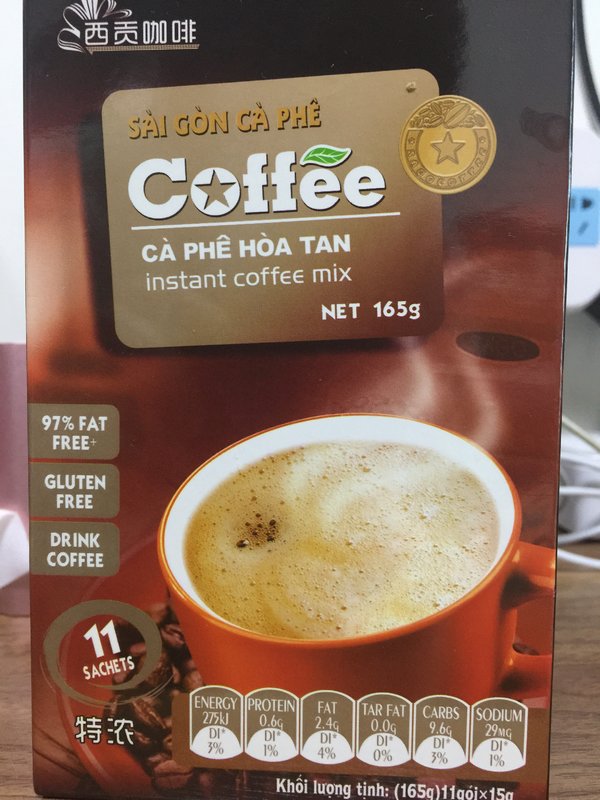 西贡咖啡
SÀI GÒN CÀ PHÊ
Coffee
CÀ PHÊ HÒA TAN
instant coffee mix
NET 165g
97% FAT
FREE+
GLUTEN
FREE
DRINK
COFFEE
11
SACHETS
特浓
ENERGY
275kJ
DI*
3%
PROTEIN
0.6G
DI*
1%
FAT
2.4G
DI*
4%
TAR FAT
0.0G
DI*
0%
CARBS
9.6G
DI*
3%
SODIUM
29MG
DI*
1%
Khối lượng tịnh: (165g)11gói×15g